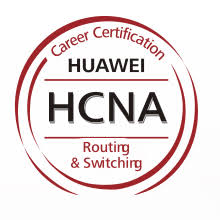 Career Certification
HUAWEI
HCNA
Routing
& Switching